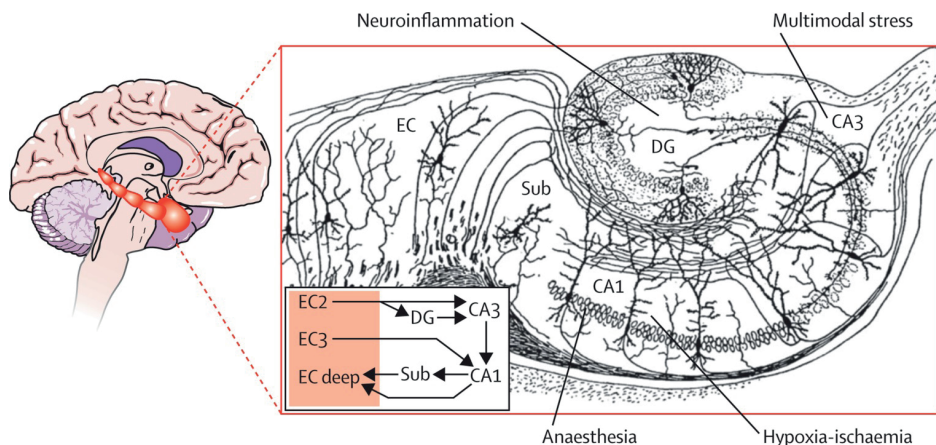 Neuroinflammation
Multimodal stress
EC
CA3
DG
Sub
CA1
EC2
DG
CA3
EC3
EC deep
Sub
CA1
Anaesthesia
Hypoxia-ischaemia